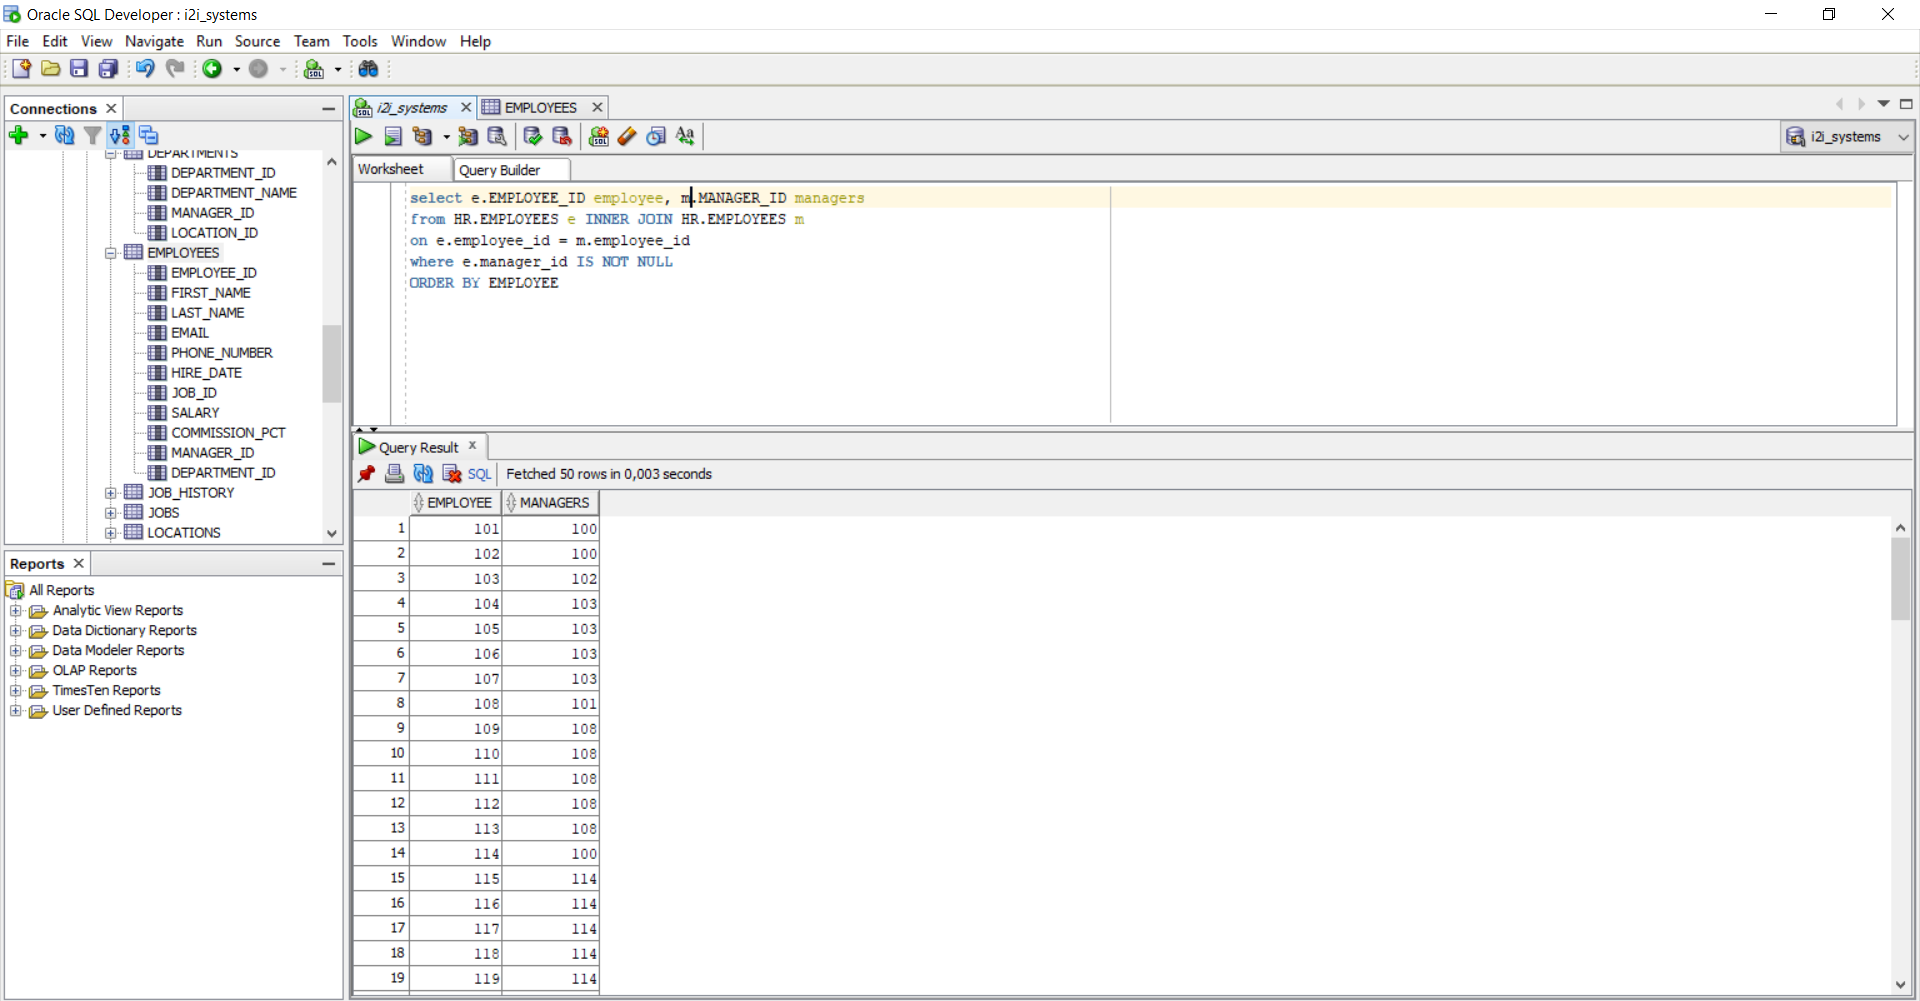 Oracle SQL Developer : i2i_systems
File Edit View Navigate Run Source Team Tools Window Help
Connections
DEPARTMENTS
DEPARTMENT_ID
DEPARTMENT_NAME
MANAGER_ID
LOCATION_ID
EMPLOYEES
EMPLOYEE_ID
FIRST_NAME
LAST_NAME
EMAIL
PHONE_NUMBER
HIRE_DATE
JOB_ID
SALARY
COMMISSION_PCT
MANAGER_ID
DEPARTMENT_ID
JOB_HISTORY
JOBS
LOCATIONS
Reports
All Reports
Analytic View Reports
Data Dictionary Reports
Data Modeler Reports
OLAP Reports
TimesTen Reports
User Defined Reports
i2i_systems EMPLOYEES
i2i_systems
Worksheet Query Builder
select e.EMPLOYEE_ID employee, m.MANAGER_ID managers
from HR.EMPLOYEES e INNER JOIN HR.EMPLOYEES m
on e.employee_id = m.employee_id
where e.manager_id IS NOT NULL
ORDER BY EMPLOYEE
Query Result
SQL Fetched 50 rows in 0,003 seconds
EMPLOYEE MANAGERS
1 101 100
2 102 100
3 103 102
4 104 103
5 105 103
6 106 103
7 107 103
8 108 101
9 109 108
10 110 108
11 111 108
12 112 108
13 113 108
14 114 100
15 115 114
16 116 114
17 117 114
18 118 114
19 119 114